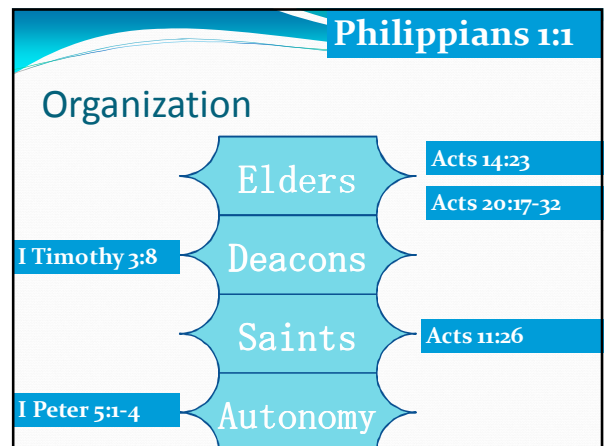 Philippians 1:1
Organization
Elders
Acts 14:23
Acts 20:17-32
I Timothy 3:8
Deacons
Saints
Acts 11:26
I Peter 5:1-4
Autonomy